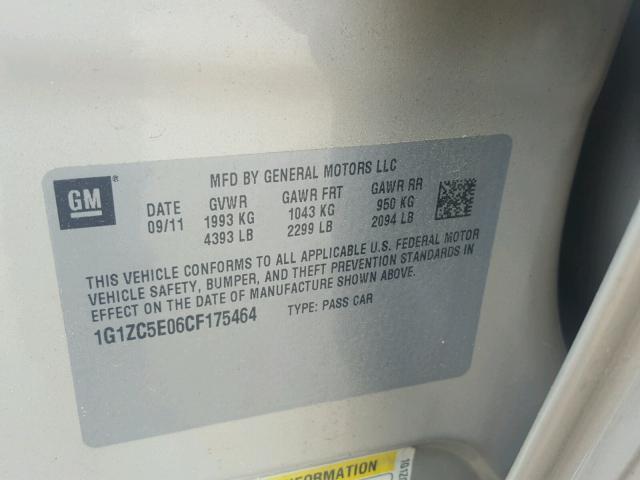 GM®
MFD BY GENERAL MOTORS LLC
DATE GVWR GAWR FRT GAWR RR
09/11 1993 KG 1043 KG 950 KG
4393 LB 2299 LB 2094 LB
THIS VEHICLE CONFORMS TO ALL APPLICABLE U.S. FEDERAL MOTOR
VEHICLE SAFETY, BUMPER, AND THEFT PREVENTION STANDARDS IN
EFFECT ON THE DATE OF MANUFACTURE SHOWN ABOVE.
1G1ZC5E06CF175464 TYPE: PASS CAR
INFORMATION